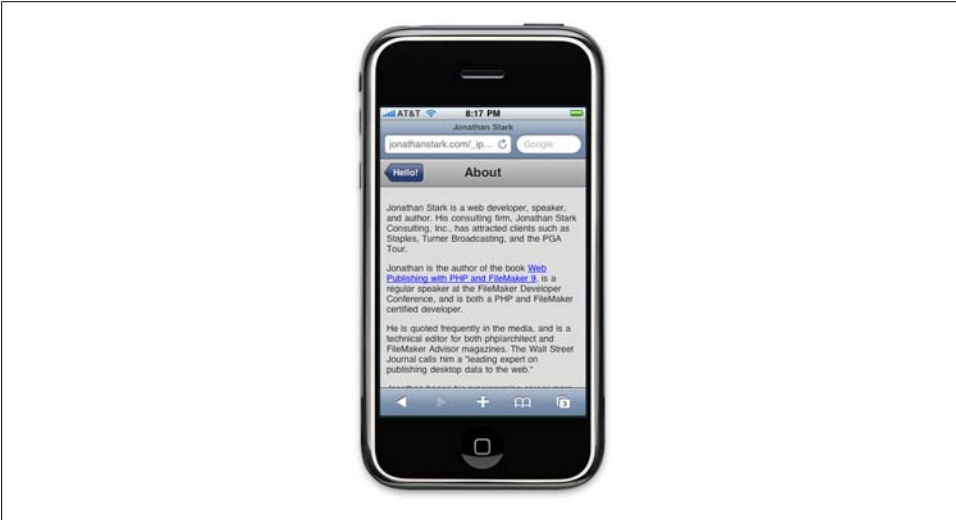 AT&T 8:17 PM
Jonathan Stark
jonathanstark.com/_ip... Google
Hello! About
Jonathan Stark is a web developer, speaker,
and author. His consulting firm, Jonathan Stark
Consulting, Inc., has attracted clients such as
Staples, Turner Broadcasting, and the PGA
Tour.
Jonathan is the author of the book Web
Publishing with PHP and FileMaker 9, is a
regular speaker at the FileMaker Developer
Conference, and is both a PHP and FileMaker
certified developer.
He is quoted frequently in the media, and is a
technical editor for both php|architect and
FileMaker Advisor magazines. The Wall Street
Journal calls him a "leading expert on
publishing desktop data to the web."
3